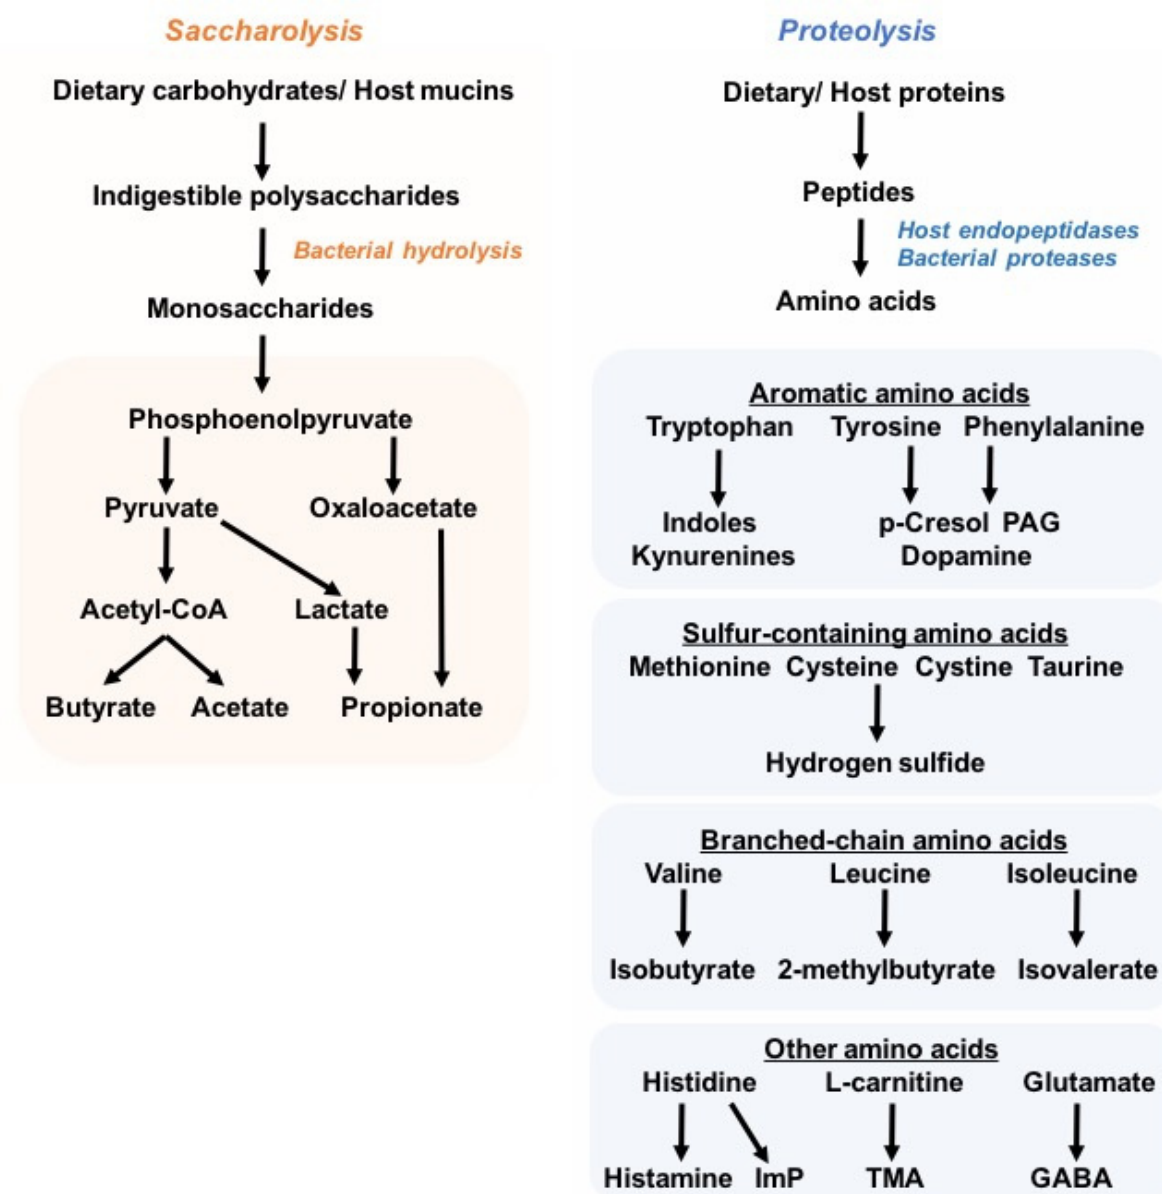 Saccharolysis
Dietary carbohydrates/ Host mucins
Indigestible polysaccharides
Bacterial hydrolysis
Monosaccharides
Phosphoenolpyruvate
Pyruvate
Oxaloacetate
Acetyl-CoA
Lactate
Butyrate
Acetate
Propionate
Proteolysis
Dietary/ Host proteins
Peptides
Host endopeptidases
Bacterial proteases
Amino acids
Aromatic amino acids
Tryptophan Tyrosine Phenylalanine
Indoles p-Cresol PAG
Kynurenines Dopamine
Sulfur-containing amino acids
Methionine Cysteine Cystine Taurine
Hydrogen sulfide
Branched-chain amino acids
Valine Leucine Isoleucine
Isobutyrate 2-methylbutyrate Isovalerate
Other amino acids
Histidine L-carnitine Glutamate
Histamine ImP TMA GABA